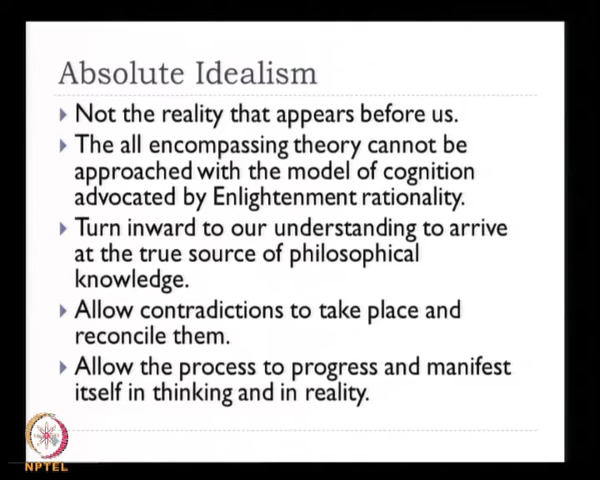 Absolute Idealism
Not the reality that appears before us.
The all encompassing theory cannot be
approached with the model of cognition
advocated by Enlightenment rationality.
Turn inward to our understanding to arrive
at the true source of philosophical
knowledge.
Allow contradictions to take place and
reconcile them.
Allow the process to progress and manifest
itself in thinking and in reality.
NPTEL